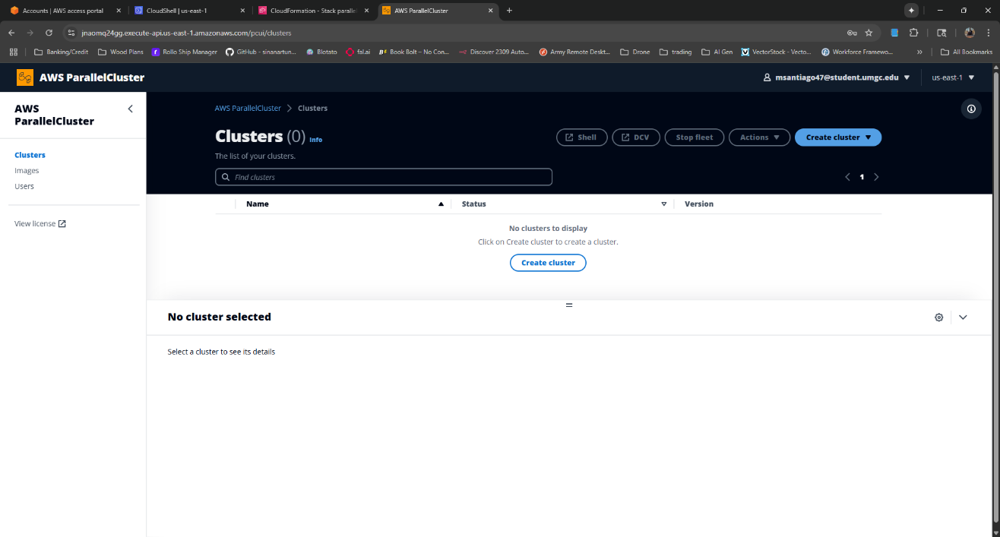 Accounts | AWS access portal
CloudShell | us-east-1
CloudFormation - Stack parallel
AWS ParallelCluster
jnaomq24gg.execute-api.us-east-1.amazonaws.com/pcui/clusters
Banking/Credit
Wood Plans
Rollo Ship Manager
GitHub - sinanartun...
Blotato
fal.ai
Book Bolt – No Con...
Discover 2309 Auto...
Army Remote Deskt...
Drone
trading
AI Gen
VectorStock - Vecto...
Workforce Framewo...
»
All Bookmarks
AWS ParallelCluster
msantiago47@student.umgc.edu
us-east-1
AWS
ParallelCluster
Clusters
Images
Users
View license
AWS ParallelCluster
Clusters
Clusters (0) Info
Shell
DCV
Stop fleet
Actions
Create cluster
The list of your clusters.
Find clusters
1
Name
Status
Version
No clusters to display
Click on Create cluster to create a cluster.
Create cluster
No cluster selected
Select a cluster to see its details